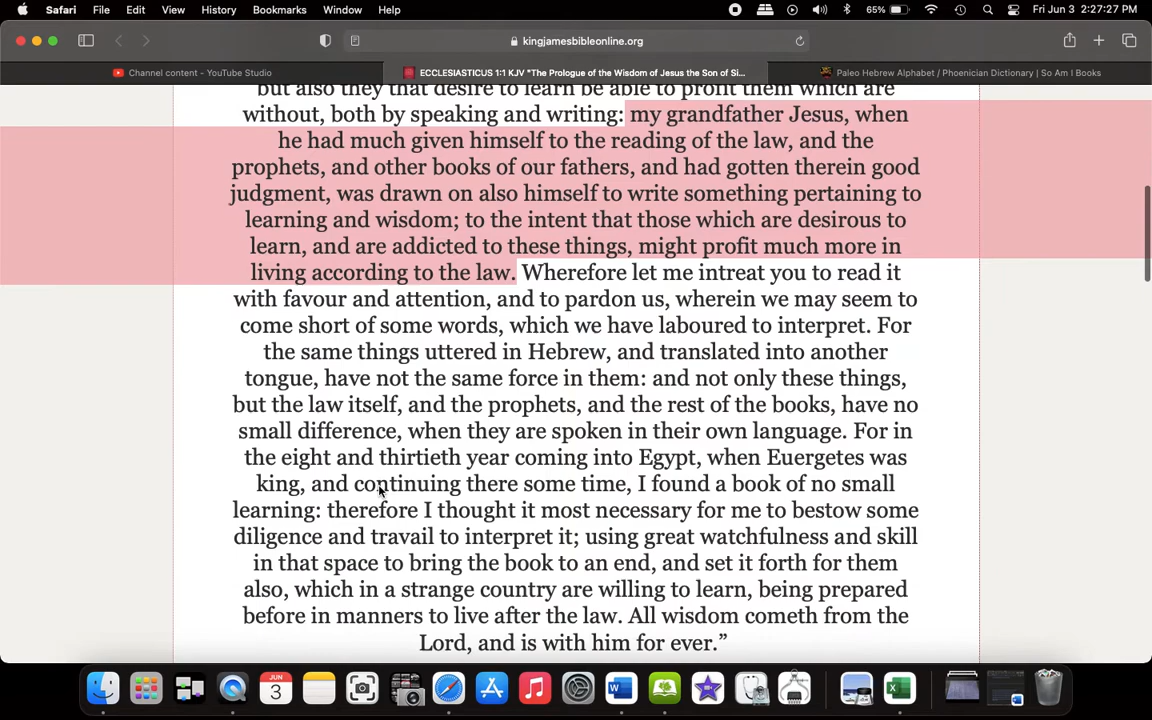 Safari File Edit View History Bookmarks Window Help 65% Fri Jun 3 2:27:27 PM
kingjamesbibleonline.org
Channel content - YouTube Studio
ECCLESIASTICUS 1:1 KJV "The Prologue of the Wisdom of Jesus the Son of Si...
Paleo Hebrew Alphabet / Phoenician Dictionary | So Am I Books
but also they that desire to learn be able to profit them which are
without, both by speaking and writing: my grandfather Jesus, when
he had much given himself to the reading of the law, and the
prophets, and other books of our fathers, and had gotten therein good
judgment, was drawn on also himself to write something pertaining to
learning and wisdom; to the intent that those which are desirous to
learn, and are addicted to these things, might profit much more in
living according to the law. Wherefore let me intreat you to read it
with favour and attention, and to pardon us, wherein we may seem to
come short of some words, which we have laboured to interpret. For
the same things uttered in Hebrew, and translated into another
tongue, have not the same force in them: and not only these things,
but the law itself, and the prophets, and the rest of the books, have no
small difference, when they are spoken in their own language. For in
the eight and thirtieth year coming into Egypt, when Euergetes was
king, and continuing there some time, I found a book of no small
learning: therefore I thought it most necessary for me to bestow some
diligence and travail to interpret it; using great watchfulness and skill
in that space to bring the book to an end, and set it forth for them
also, which in a strange country are willing to learn, being prepared
before in manners to live after the law. All wisdom cometh from the
Lord, and is with him for ever.”
JUN
3